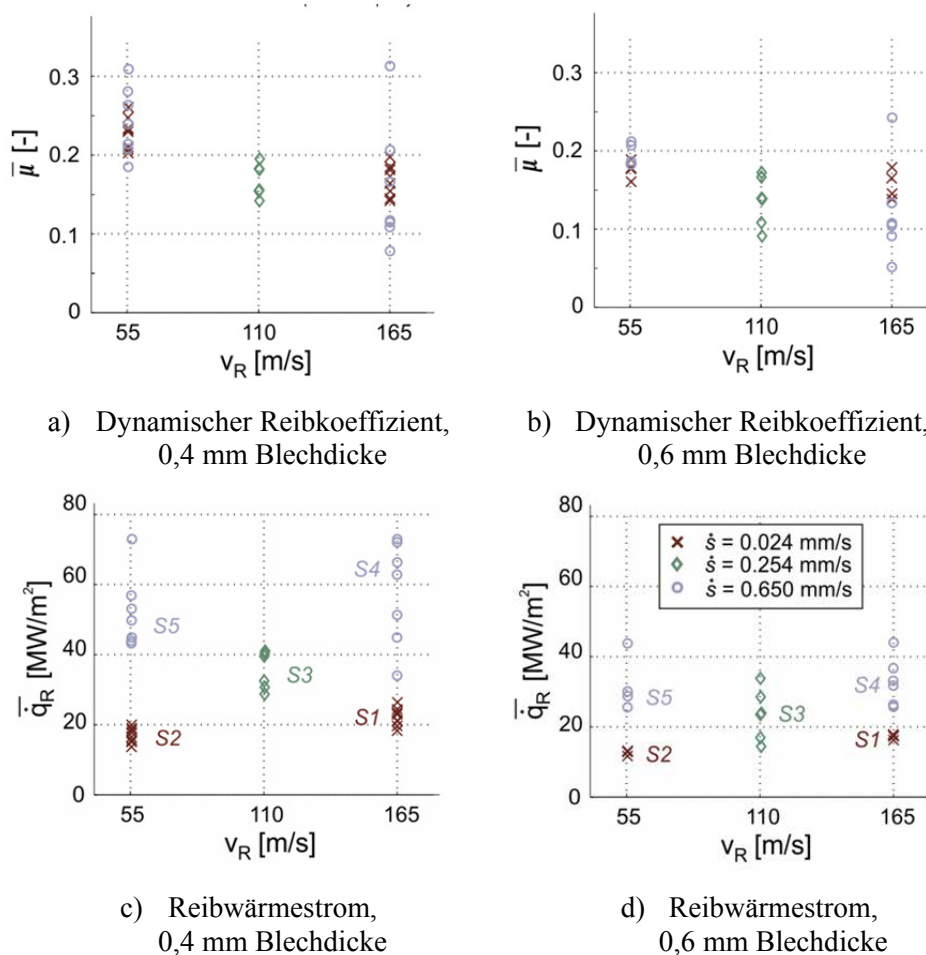 0.3
0.2
0.1
0
μ̅ [-]
55
110
165
v_R [m/s]
0.3
0.2
0.1
0
μ̅ [-]
55
110
165
v_R [m/s]
a) Dynamischer Reibkoeffizient,
0,4 mm Blechdicke
b) Dynamischer Reibkoeffizient,
0,6 mm Blechdicke
80
60
40
20
0
q̇̅_R [MW/m²]
S5
S2
S3
S4
S1
55
110
165
v_R [m/s]
80
60
40
20
0
q̇̅_R [MW/m²]
ṡ = 0.024 mm/s
ṡ = 0.254 mm/s
ṡ = 0.650 mm/s
S5
S2
S3
S4
S1
55
110
165
v_R [m/s]
c) Reibwärmestrom,
0,4 mm Blechdicke
d) Reibwärmestrom,
0,6 mm Blechdicke